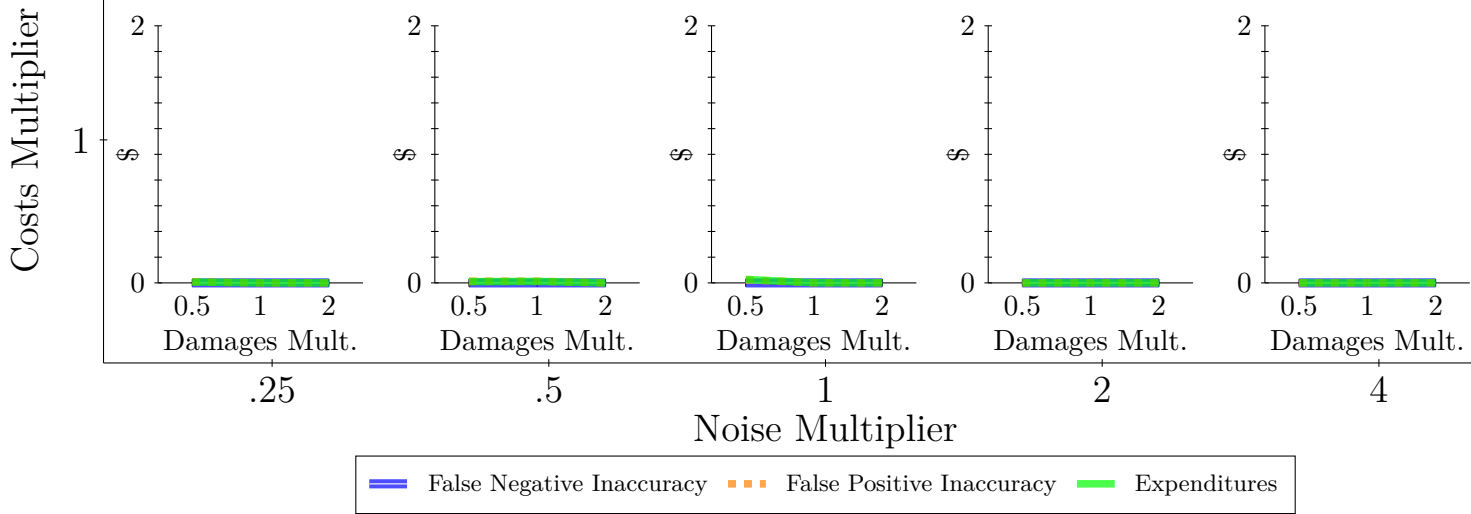 Costs Multiplier
1
2
$
0
0.5 1 2
Damages Mult.
2
$
0
0.5 1 2
Damages Mult.
2
$
0
0.5 1 2
Damages Mult.
2
$
0
0.5 1 2
Damages Mult.
2
$
0
0.5 1 2
Damages Mult.
.25 .5 1 2 4
Noise Multiplier
False Negative Inaccuracy False Positive Inaccuracy Expenditures